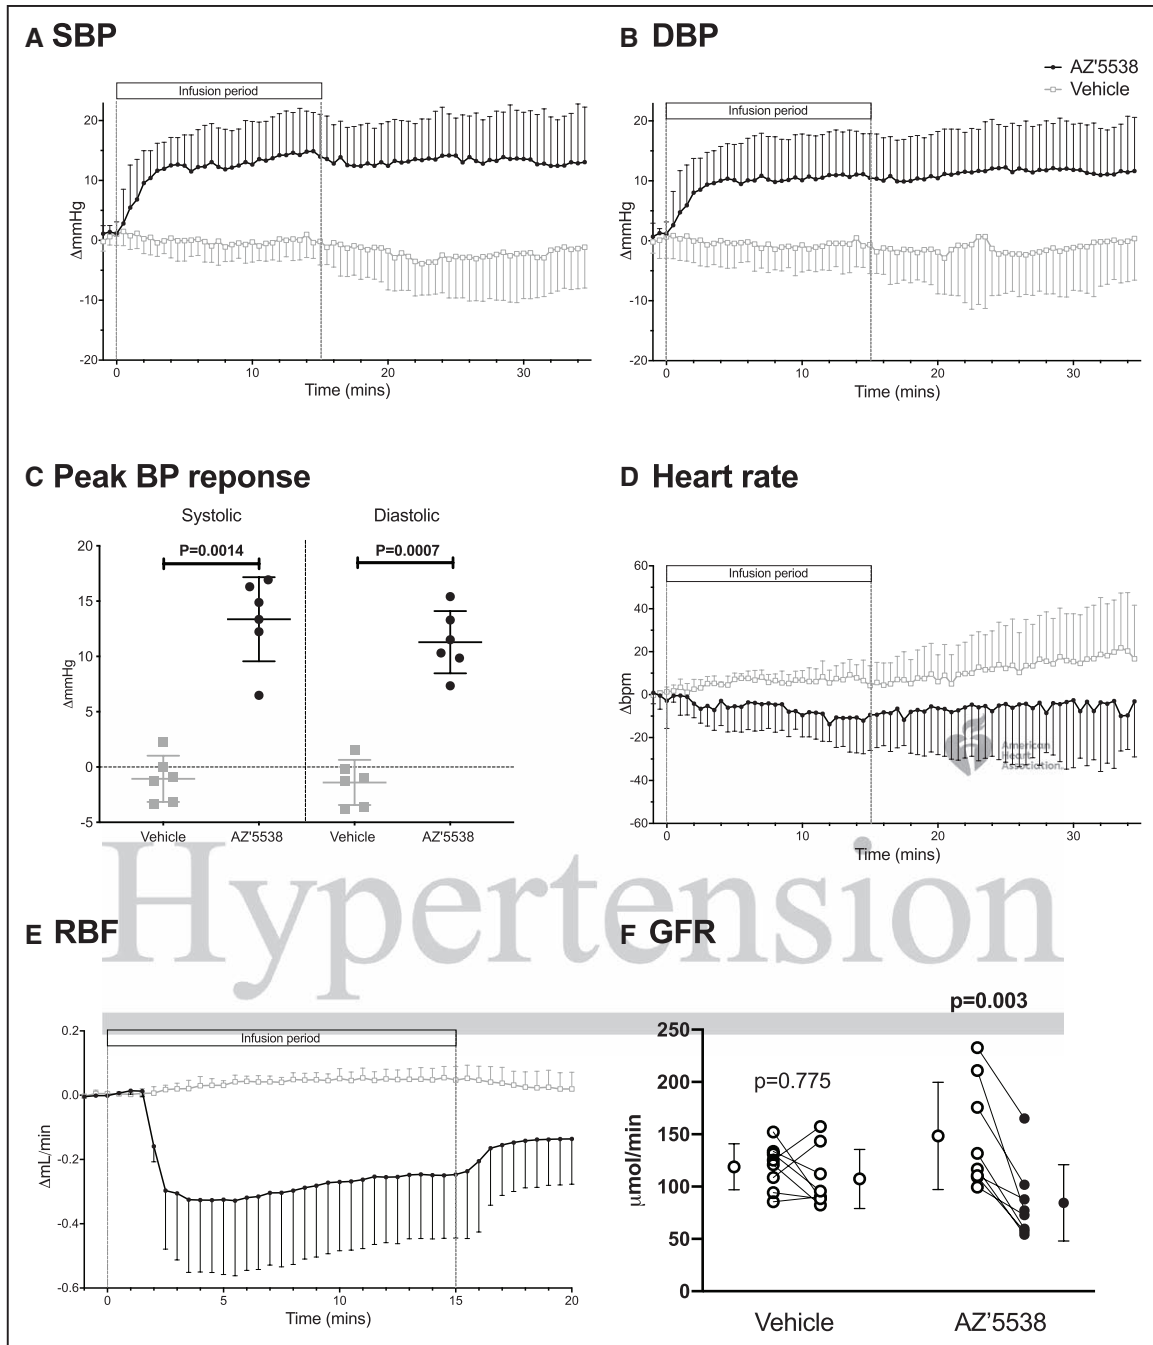 A SBP
Infusion period
20
10
0
-10
-20
ΔmmHg
0 10 20 30
Time (mins)
B DBP
AZ'5538
Vehicle
Infusion period
20
10
0
-10
-20
ΔmmHg
0 10 20 30
Time (mins)
C Peak BP reponse
Systolic Diastolic
P=0.0014 P=0.0007
20
15
10
5
0
-5
ΔmmHg
Vehicle AZ'5538 Vehicle AZ'5538
D Heart rate
Infusion period
60
40
20
0
-20
-40
-60
Δbpm
0 10 20 30
Time (mins)
American
Heart
Association.
Hypertension
E RBF
Infusion period
0.2
0.0
-0.2
-0.4
-0.6
ΔmL/min
0 5 10 15 20
Time (mins)
F GFR
p=0.003
p=0.775
250
200
150
100
50
0
μmol/min
Vehicle AZ'5538